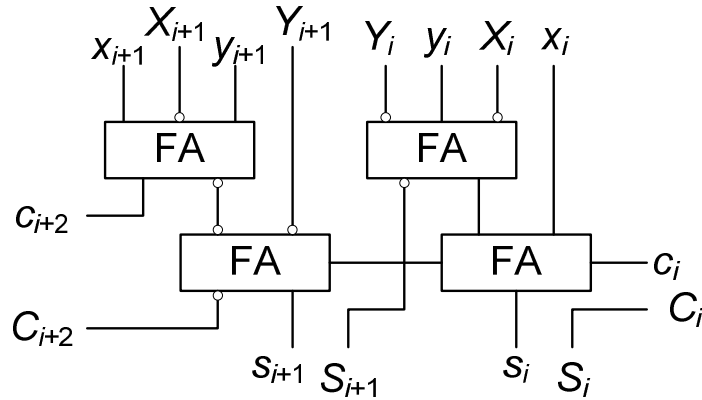 x_{i+1} X_{i+1} y_{i+1} Y_{i+1} Y_i y_i X_i x_i
FA FA
c_{i+2}
FA FA c_i
C_{i+2} C_i
s_{i+1} S_{i+1} s_i S_i